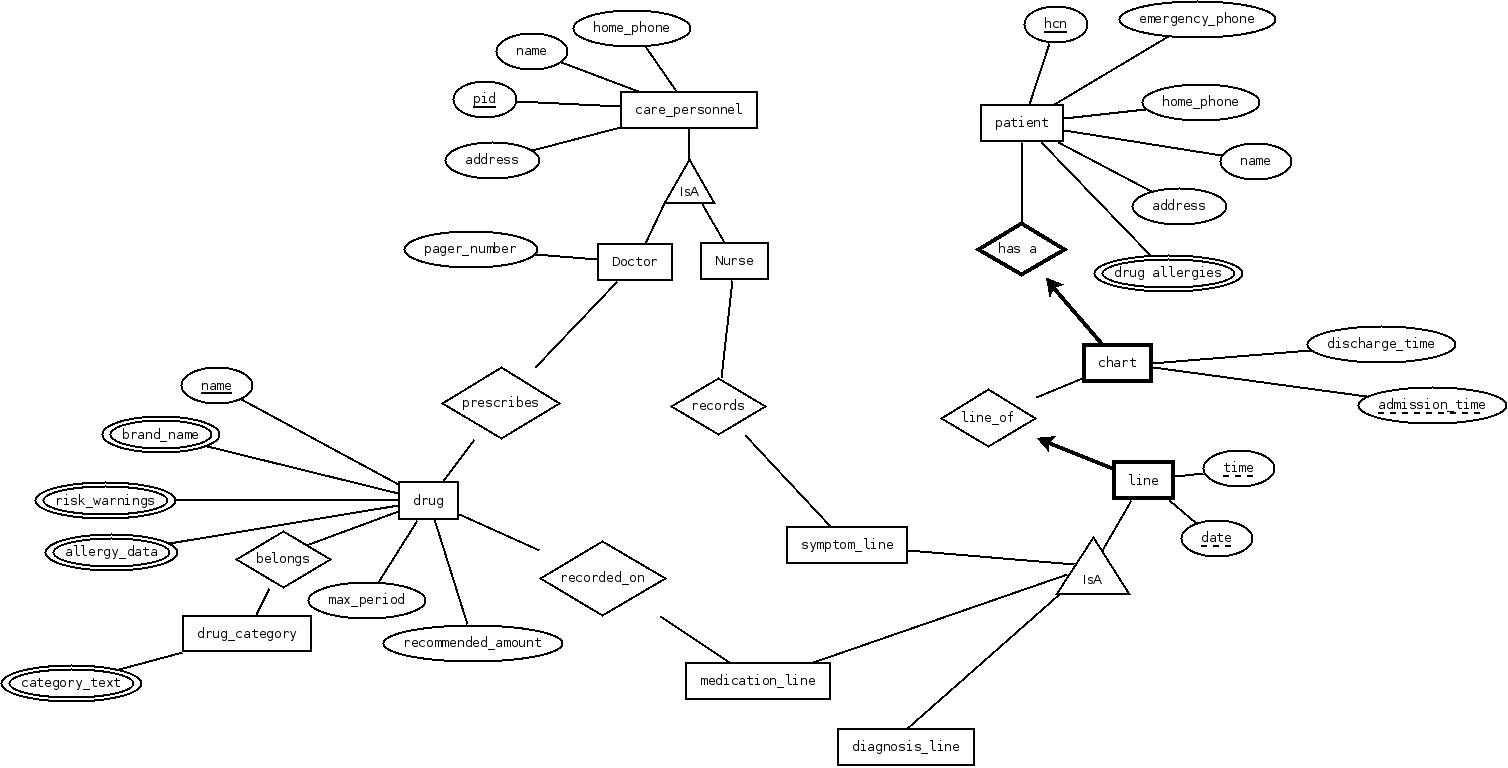 home_phone
name
pid
care_personnel
address
IsA
pager_number
Doctor
Nurse
hcn
emergency_phone
home_phone
patient
name
address
has a
drug allergies
discharge_time
chart
admission_time
line_of
time
line
date
name
prescribes
records
brand_name
risk_warnings
drug
allergy_data
belongs
max_period
recorded_on
drug_category
recommended_amount
category_text
symptom_line
IsA
medication_line
diagnosis_line